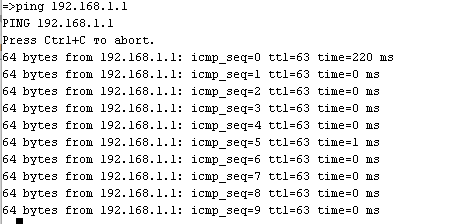 =>ping 192.168.1.1
PING 192.168.1.1
Press Ctrl+C to abort.
64 bytes from 192.168.1.1: icmp_seq=0 ttl=63 time=220 ms
64 bytes from 192.168.1.1: icmp_seq=1 ttl=63 time=0 ms
64 bytes from 192.168.1.1: icmp_seq=2 ttl=63 time=0 ms
64 bytes from 192.168.1.1: icmp_seq=3 ttl=63 time=0 ms
64 bytes from 192.168.1.1: icmp_seq=4 ttl=63 time=0 ms
64 bytes from 192.168.1.1: icmp_seq=5 ttl=63 time=1 ms
64 bytes from 192.168.1.1: icmp_seq=6 ttl=63 time=0 ms
64 bytes from 192.168.1.1: icmp_seq=7 ttl=63 time=0 ms
64 bytes from 192.168.1.1: icmp_seq=8 ttl=63 time=0 ms
64 bytes from 192.168.1.1: icmp_seq=9 ttl=63 time=0 ms